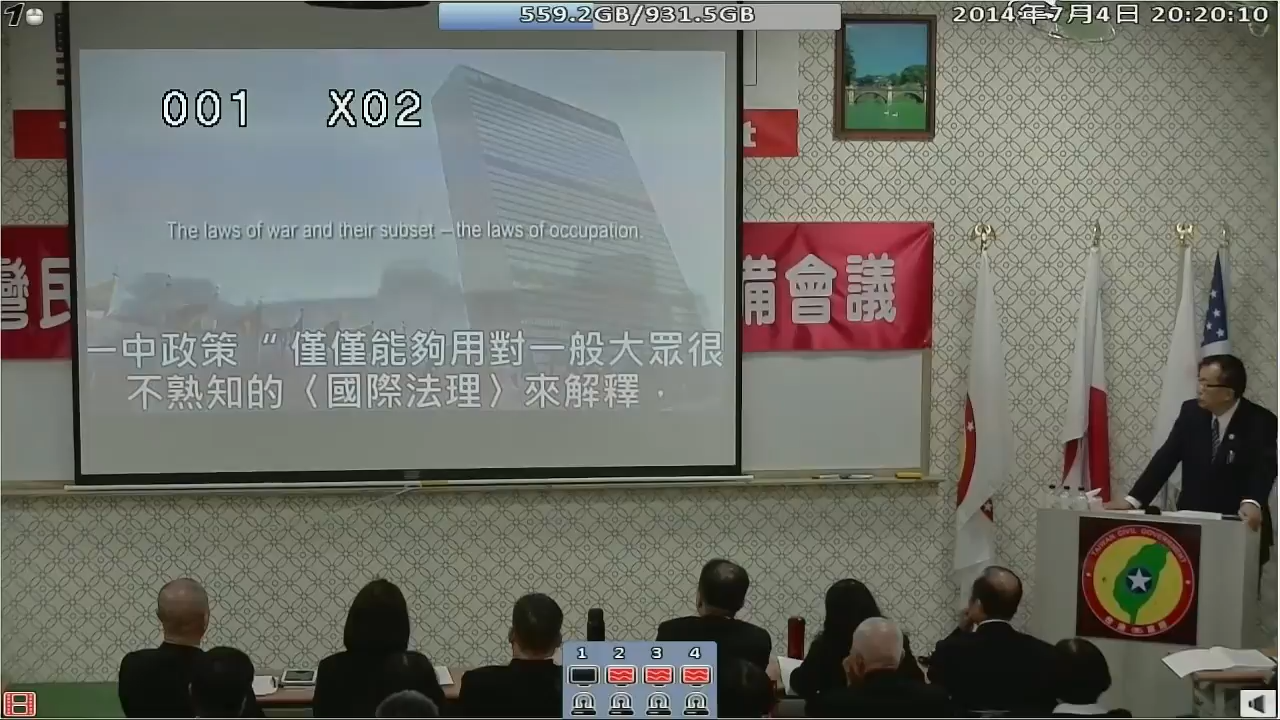 559.2GB/931.5GB
2014年7月4日 20:20:10
001 X02
The laws of war and their subset – the laws of occupation.
一中政策“僅僅能夠用對一般大眾很
不熟知的〈國際法理〉來解釋．
t
灣民
備會議
TAIWAN CIVIL GOVERNMENT
1 2 3 4